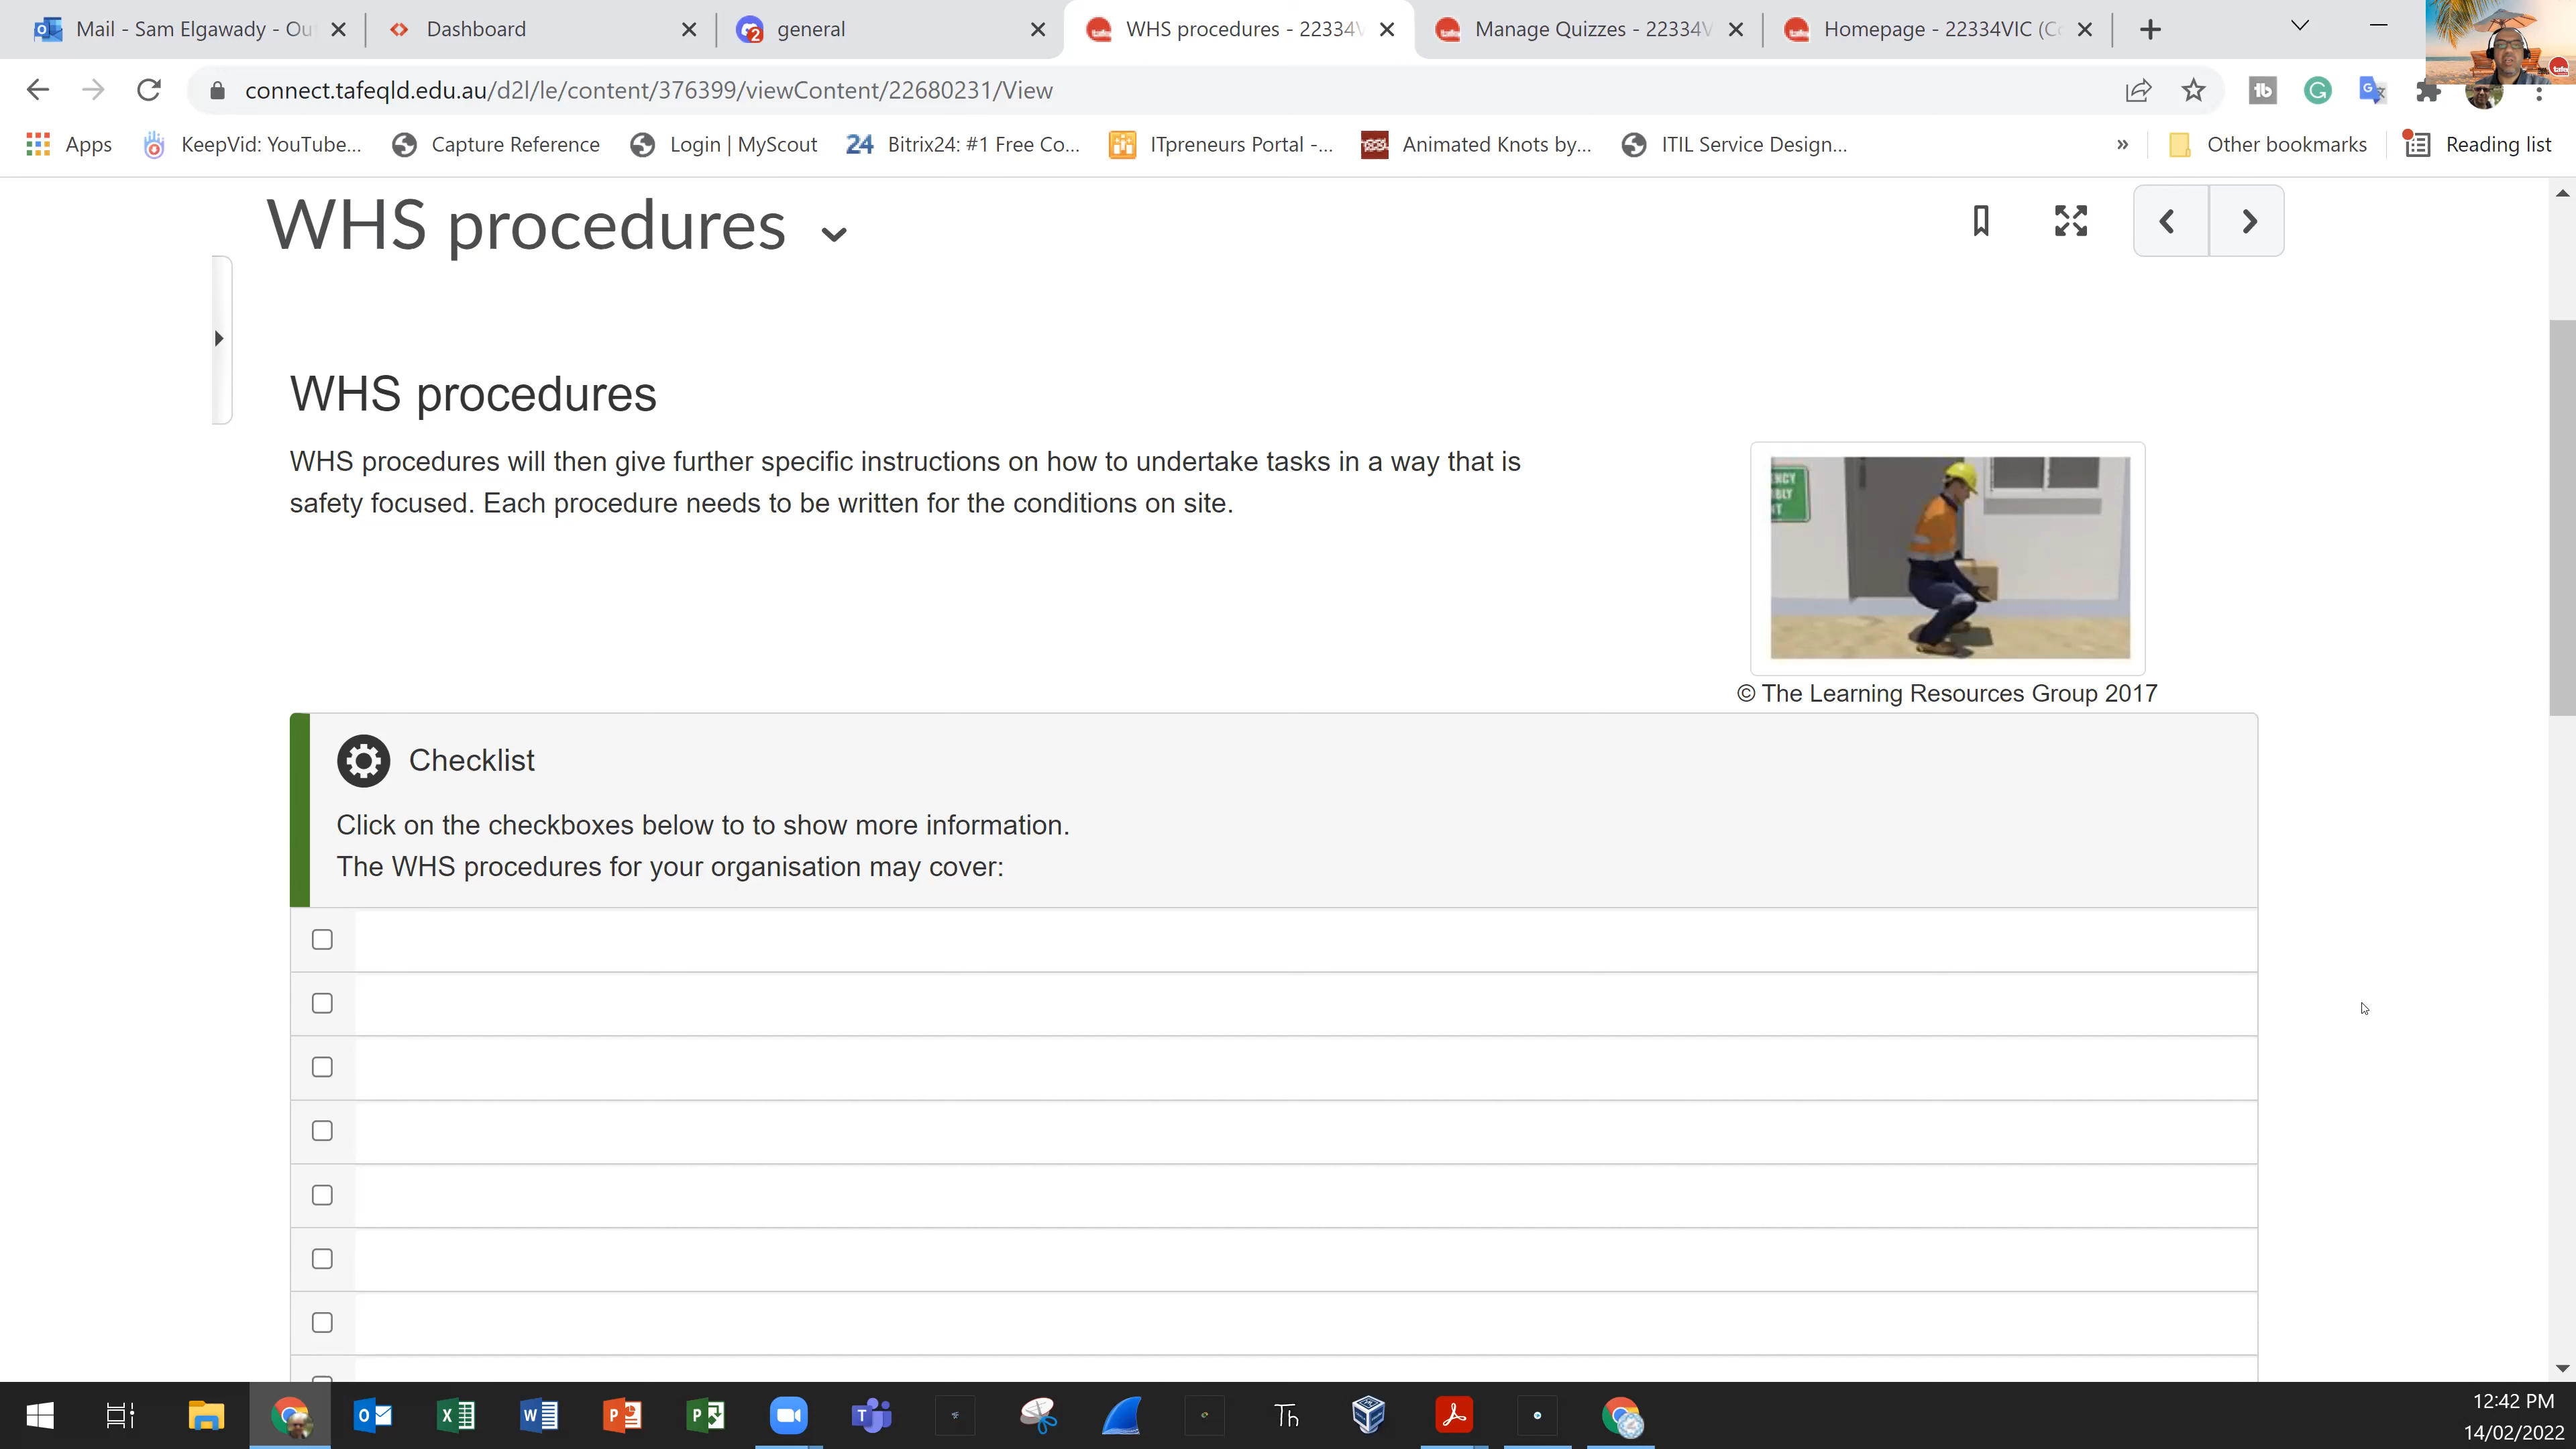 Mail - Sam Elgawady - Ou
Dashboard
2
general
WHS procedures - 22334V
Manage Quizzes - 22334V
Homepage - 22334VIC (C
connect.tafeqld.edu.au/d2l/le/content/376399/viewContent/22680231/View
Apps
KeepVid: YouTube...
Capture Reference
Login | MyScout
24 Bitrix24: #1 Free Co...
ITpreneurs Portal -...
Animated Knots by...
ITIL Service Design...
»
Other bookmarks
Reading list
WHS procedures
WHS procedures
WHS procedures will then give further specific instructions on how to undertake tasks in a way that is
safety focused. Each procedure needs to be written for the conditions on site.
© The Learning Resources Group 2017
Checklist
Click on the checkboxes below to to show more information.
The WHS procedures for your organisation may cover:
Th
12:42 PM
14/02/2022